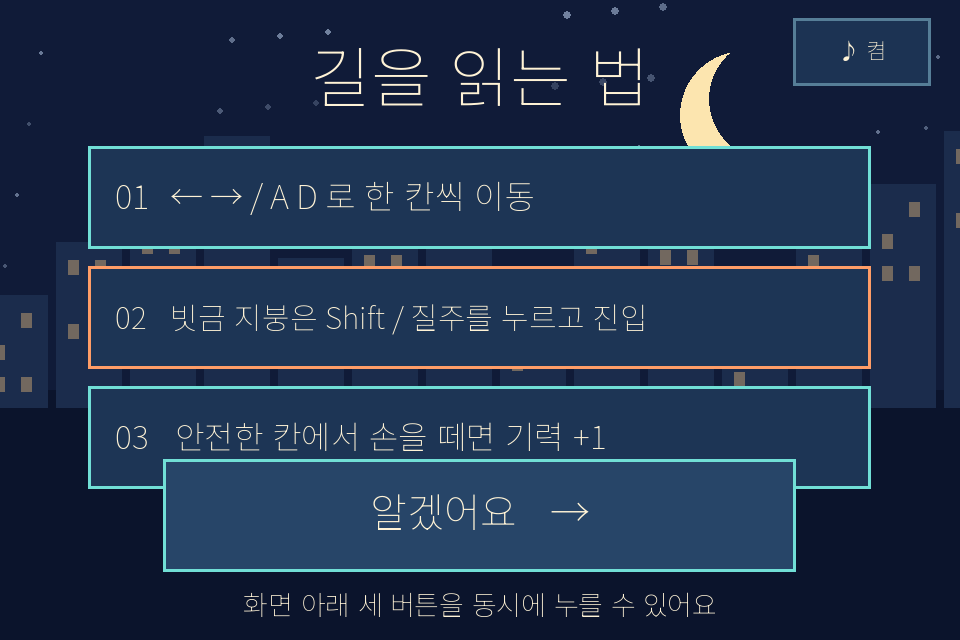 길을 읽는 법
♪ 켬
01 ←→/ A D 로 한 칸씩 이동
02 빗금 지붕은 Shift / 질주를 누르고 진입
03 안전한 칸에서 손을 떼면 기력 +1
알겠어요 →
화면 아래 세 버튼을 동시에 누를 수 있어요